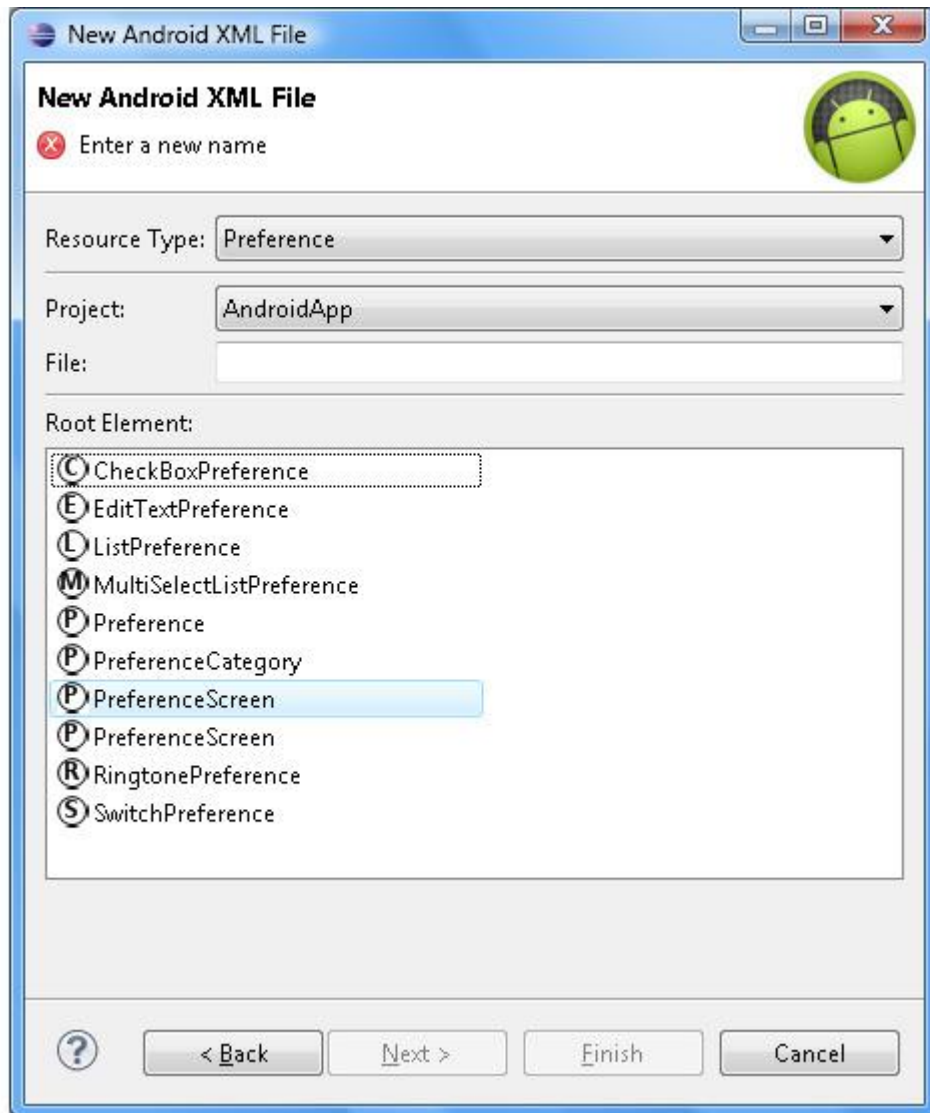 New Android XML File
New Android XML File
Enter a new name
Resource Type: Preference
Project: AndroidApp
File:
Root Element:
C CheckBoxPreference
E EditTextPreference
L ListPreference
M MultiSelectListPreference
P Preference
P PreferenceCategory
P PreferenceScreen
P PreferenceScreen
R RingtonePreference
S SwitchPreference
? < Back Next > Finish Cancel